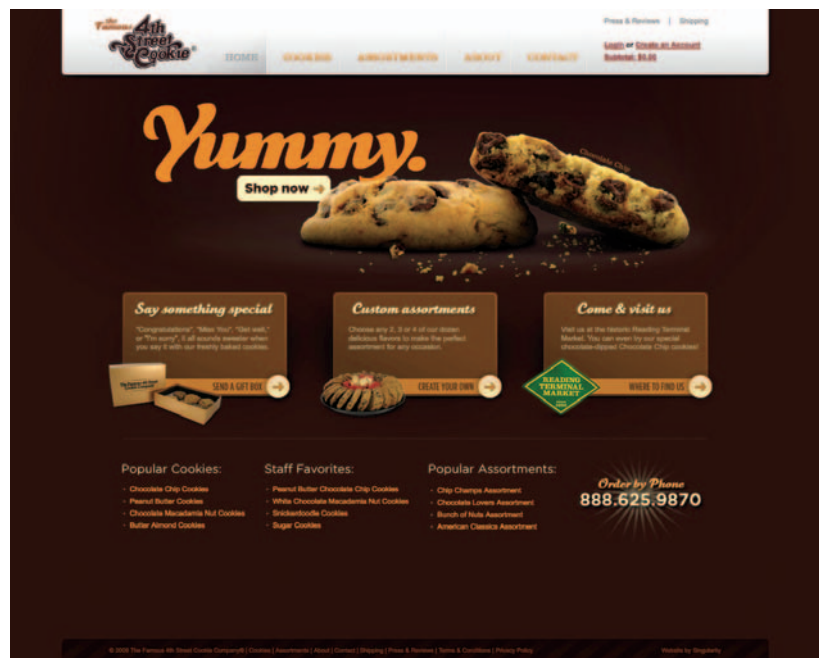 the
Famous 4th
Street
Cookie®
Press & Reviews | Shipping
Login or Create an Account
Subtotal: $0.00
HOME COOKIES ASSORTMENTS ABOUT CONTACT
Yummy.
Shop now
Chocolate Chip
Say something special
"Congratulations", "Miss You", "Get well,"
or "I'm sorry", it all sounds sweeter when
you say it with our freshly baked cookies.
SEND A GIFT BOX
Custom assortments
Choose any 2, 3 or 4 of our dozen
delicious flavors to make the perfect
assortment for any occasion.
CREATE YOUR OWN
Come & visit us
Visit us at the historic Reading Terminal
Market. You can even try our special
chocolate-dipped Chocolate Chip cookies!
READING
TERMINAL
MARKET
WHERE TO FIND US
Popular Cookies:
Chocolate Chip Cookies
Peanut Butter Cookies
Chocolate Macadamia Nut Cookies
Butter Almond Cookies
Staff Favorites:
Peanut Butter Chocolate Chip Cookies
White Chocolate Macadamia Nut Cookies
Snickerdoodle Cookies
Sugar Cookies
Popular Assortments:
Chip Champs Assortment
Chocolate Lovers Assortment
Bunch of Nuts Assortment
American Classics Assortment
Order by Phone
888.625.9870
© 2008 The Famous 4th Street Cookie Company® | Cookies | Assortments | About | Contact | Shipping | Press & Reviews | Terms & Conditions | Privacy Policy
Website by Singularity